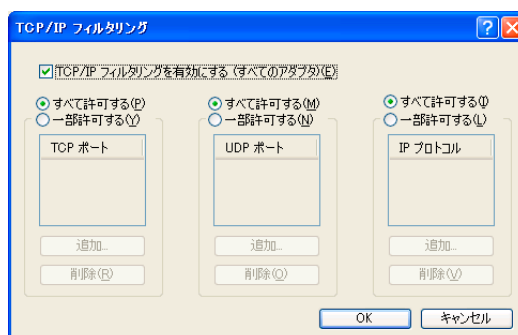 TCP/IP フィルタリング
TCP/IP フィルタリングを有効にする (すべてのアダプタ)(E)
すべて許可する(P)
一部許可する(Y)
TCP ポート
追加...
削除(R)
すべて許可する(M)
一部許可する(N)
UDP ポート
追加...
削除(O)
すべて許可する(I)
一部許可する(L)
IP プロトコル
追加...
削除(V)
OK
キャンセル